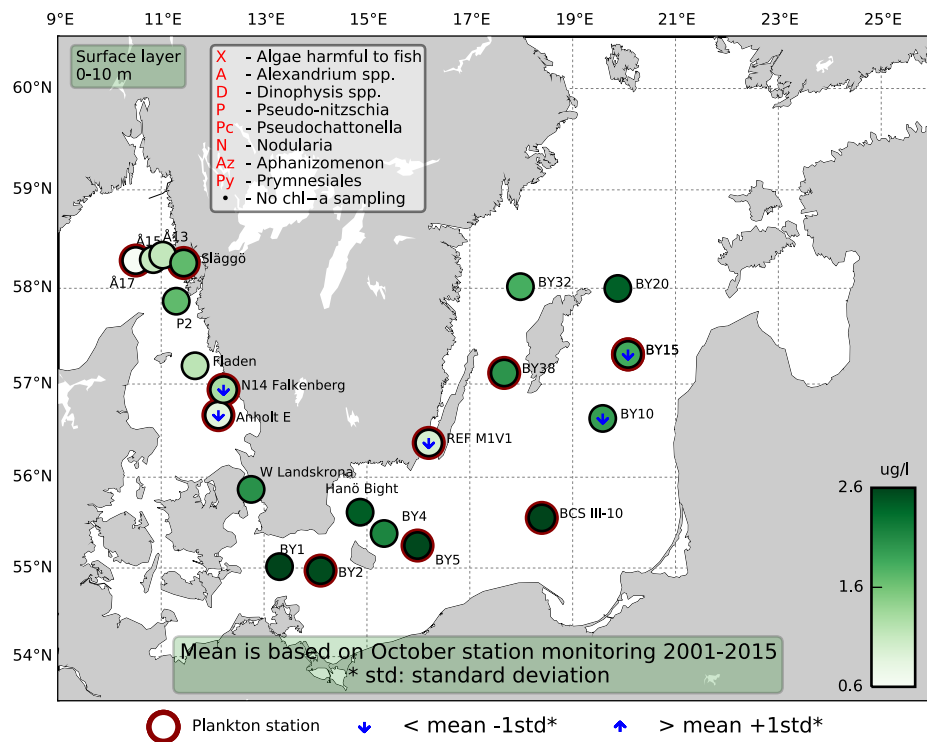 9°E 11°E 13°E 15°E 17°E 19°E 21°E 23°E 25°E
Surface layer
0-10 m
X - Algae harmful to fish
A - Alexandrium spp.
D - Dinophysis spp.
P - Pseudo-nitzschia
Pc - Pseudochattonella
N - Nodularia
Az - Aphanizomenon
Py - Prymnesiales
• - No chl−a sampling
60°N
59°N
58°N
57°N
56°N
55°N
54°N
Å15 Å13
Släggö
Å17
P2
BY32
BY20
Fladen
BY15
BY38
N14 Falkenberg
Anholt E
BY10
REF M1V1
W Landskrona
Hanö Bight
BY4
BCS III-10
BY1
BY5
BY2
ug/l
2.6
1.6
0.6
Mean is based on October station monitoring 2001-2015
* std: standard deviation
Plankton station
< mean -1std*
> mean +1std*